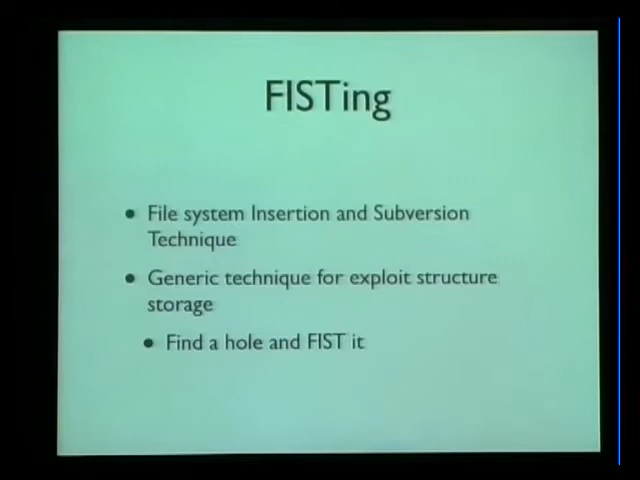 FISTing
• File system Insertion and Subversion
Technique
• Generic technique for exploit structure
storage
• Find a hole and FIST it